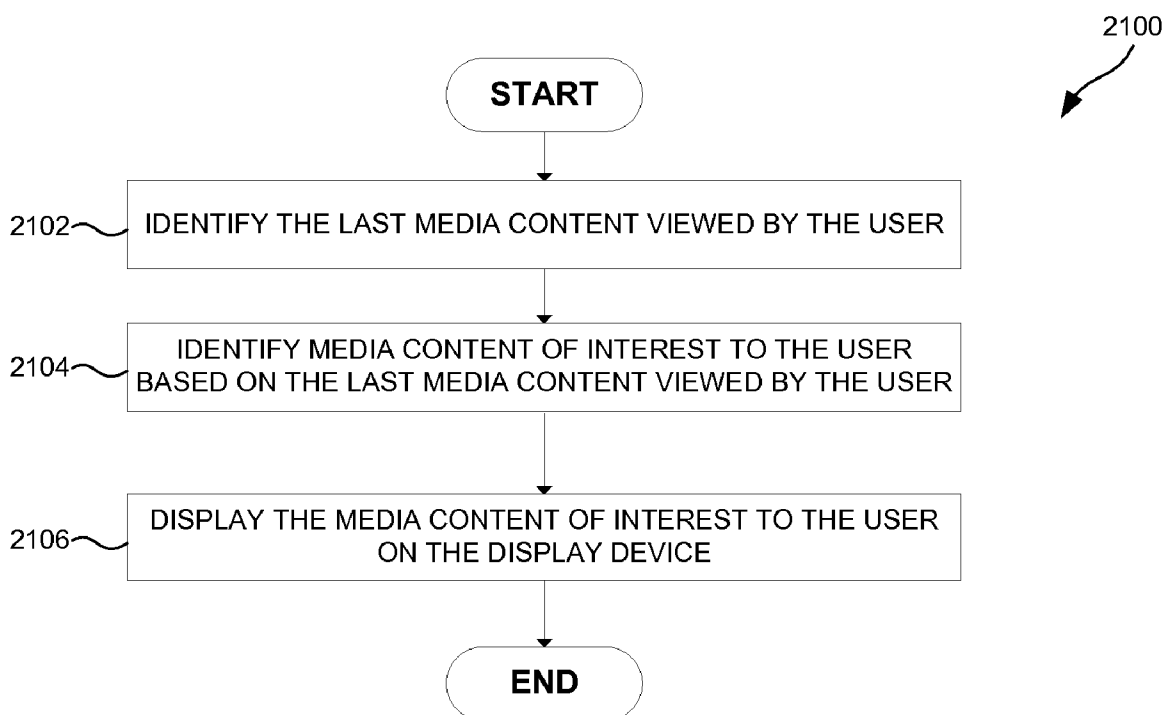 2100
START
2102
IDENTIFY THE LAST MEDIA CONTENT VIEWED BY THE USER
2104
IDENTIFY MEDIA CONTENT OF INTEREST TO THE USER
BASED ON THE LAST MEDIA CONTENT VIEWED BY THE USER
2106
DISPLAY THE MEDIA CONTENT OF INTEREST TO THE USER
ON THE DISPLAY DEVICE
END